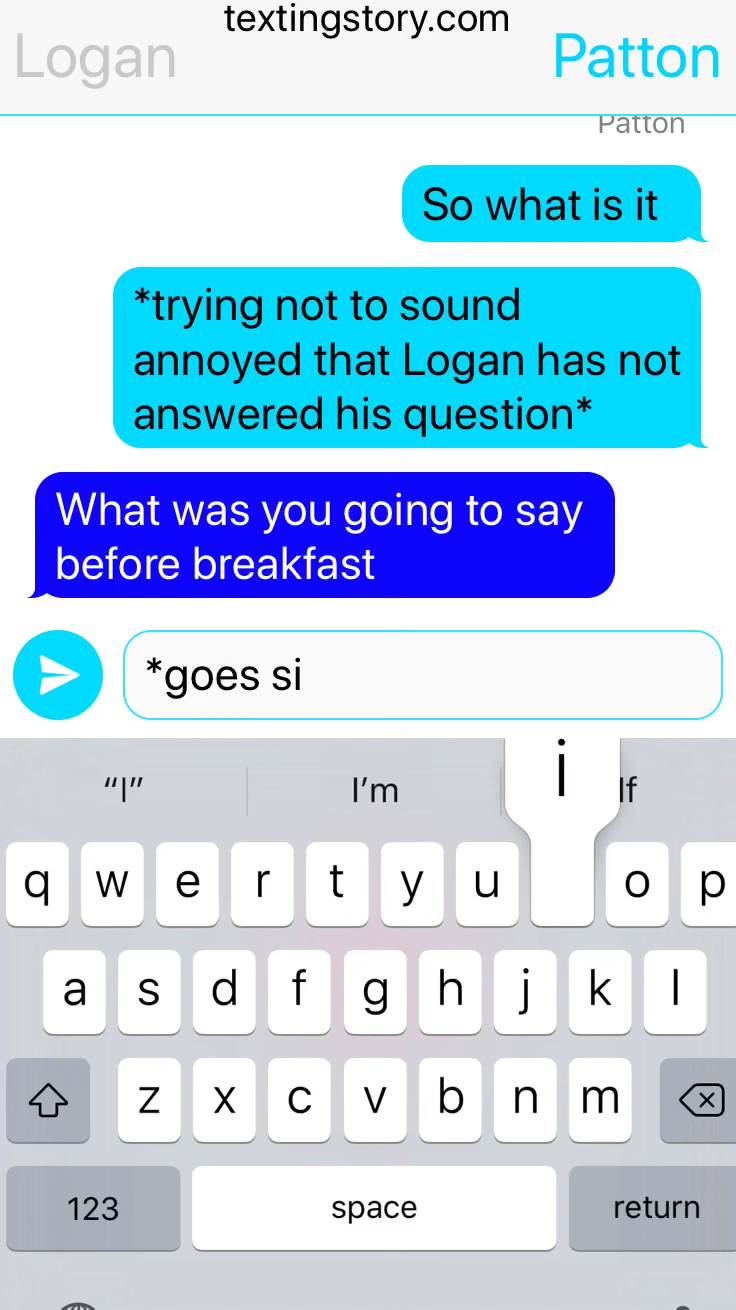 textingstory.com
Logan Patton
Patton
So what is it
*trying not to sound
annoyed that Logan has not
answered his question*
What was you going to say
before breakfast
*goes si
“I” I’m If
i
q w e r t y u o p
a s d f g h j k l
z x c v b n m
123 space return